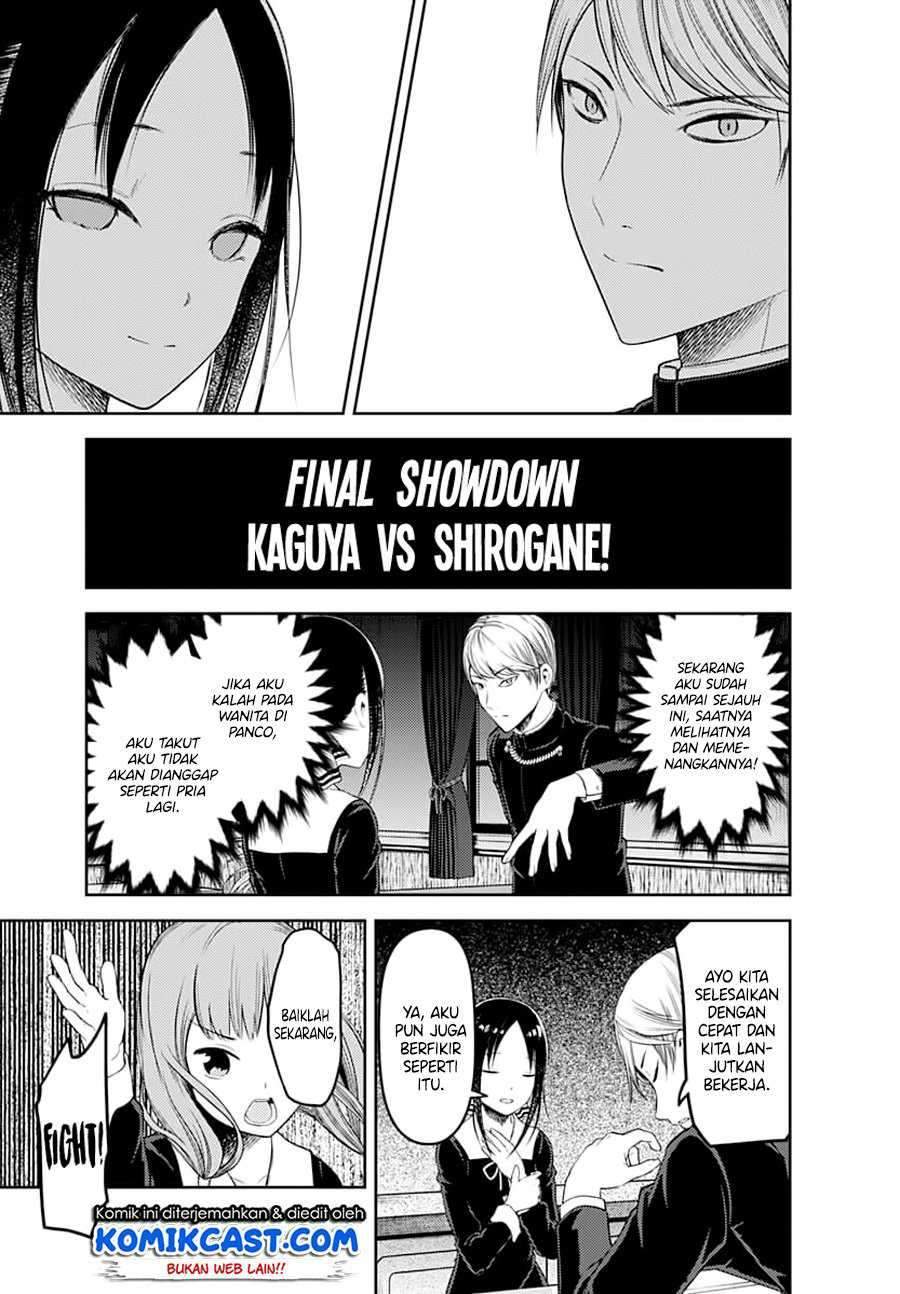 FINAL SHOWDOWN
KAGUYA VS SHIROGANE!
SEKARANG
AKU SUDAH
SAMPAI SEJAUH
INI, SAATNYA
MELIHATNYA
DAN MEME-
NANGKANNYA!
JIKA AKU
KALAH PADA
WANITA DI
PANCO,
AKU TAKUT
AKU TIDAK
AKAN DIANGGAP
SEPERTI PRIA
LAGI.
AYO KITA
SELESAIKAN
DENGAN
CEPAT DAN
KITA LAN-
JUTKAN
BEKERJA.
YA, AKU
PUN JUGA
BERFIKIR
SEPERTI
ITU.
BAIKLAH
SEKARANG,
FIGHT!
Komik ini diterjemahkan & diedit oleh
KOMIKCAST.COM
BUKAN WEB LAIN!!